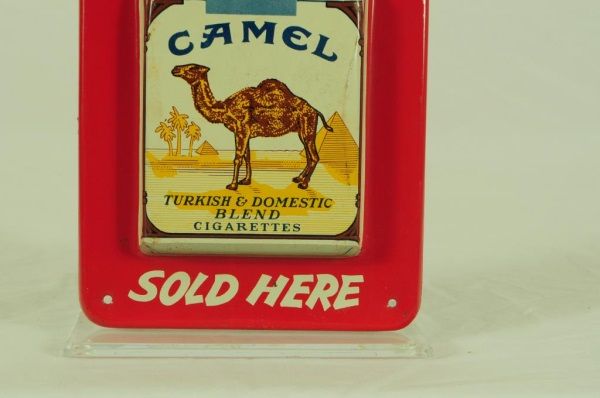 CAMEL
TURKISH & DOMESTIC
BLEND
CIGARETTES
SOLD HERE